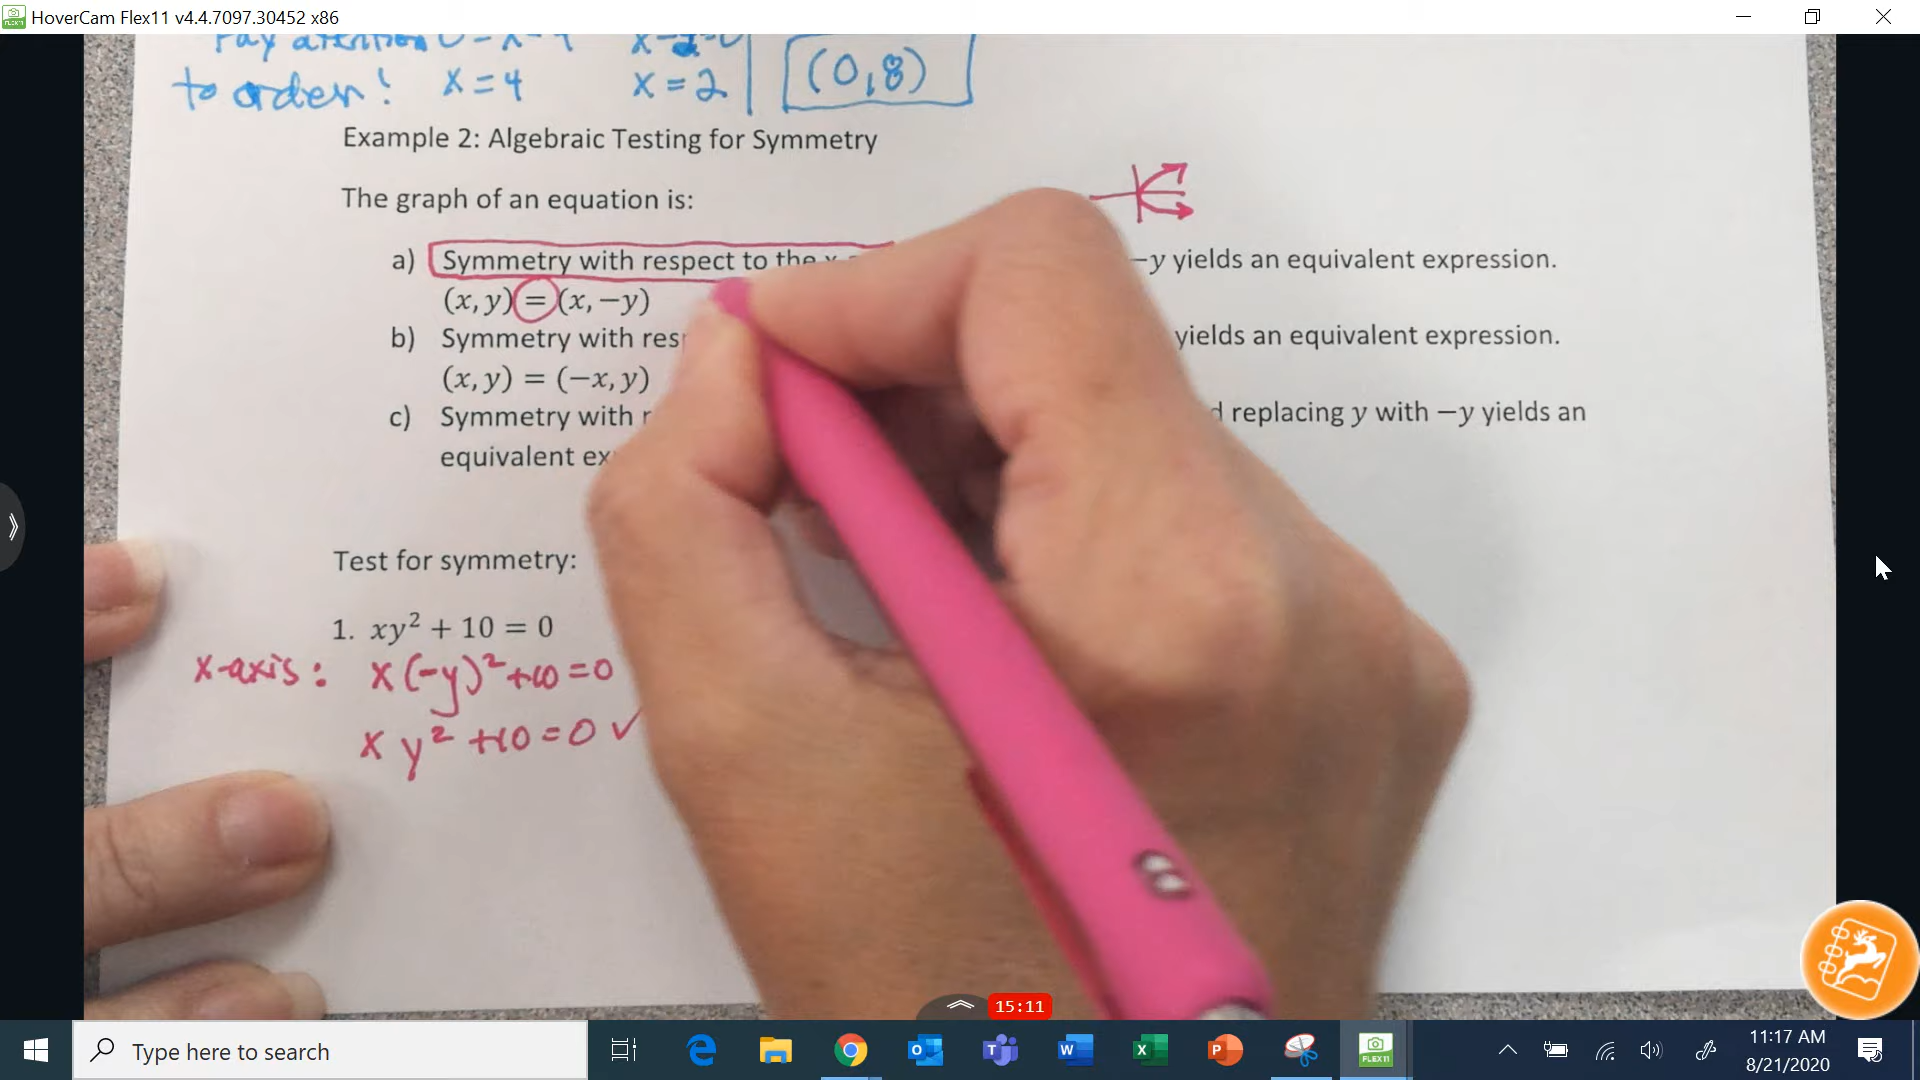 HoverCam Flex11 v4.4.7097.30452 x86
to order! x = 4 x = 2 (0,8)
Example 2: Algebraic Testing for Symmetry
The graph of an equation is:
a) Symmetry with respect to the x −y yields an equivalent expression.
(x, y) = (x, −y)
b) Symmetry with yields an equivalent expression.
(x, y) = (−x, y)
c) Symmetry with replacing y with −y yields an
equivalent
Test for symmetry:
1. xy² + 10 = 0
x-axis: x(-y)² +10 = 0
x y² +10 = 0 ✓
15:11
Type here to search
11:17 AM
8/21/2020
FLEX11